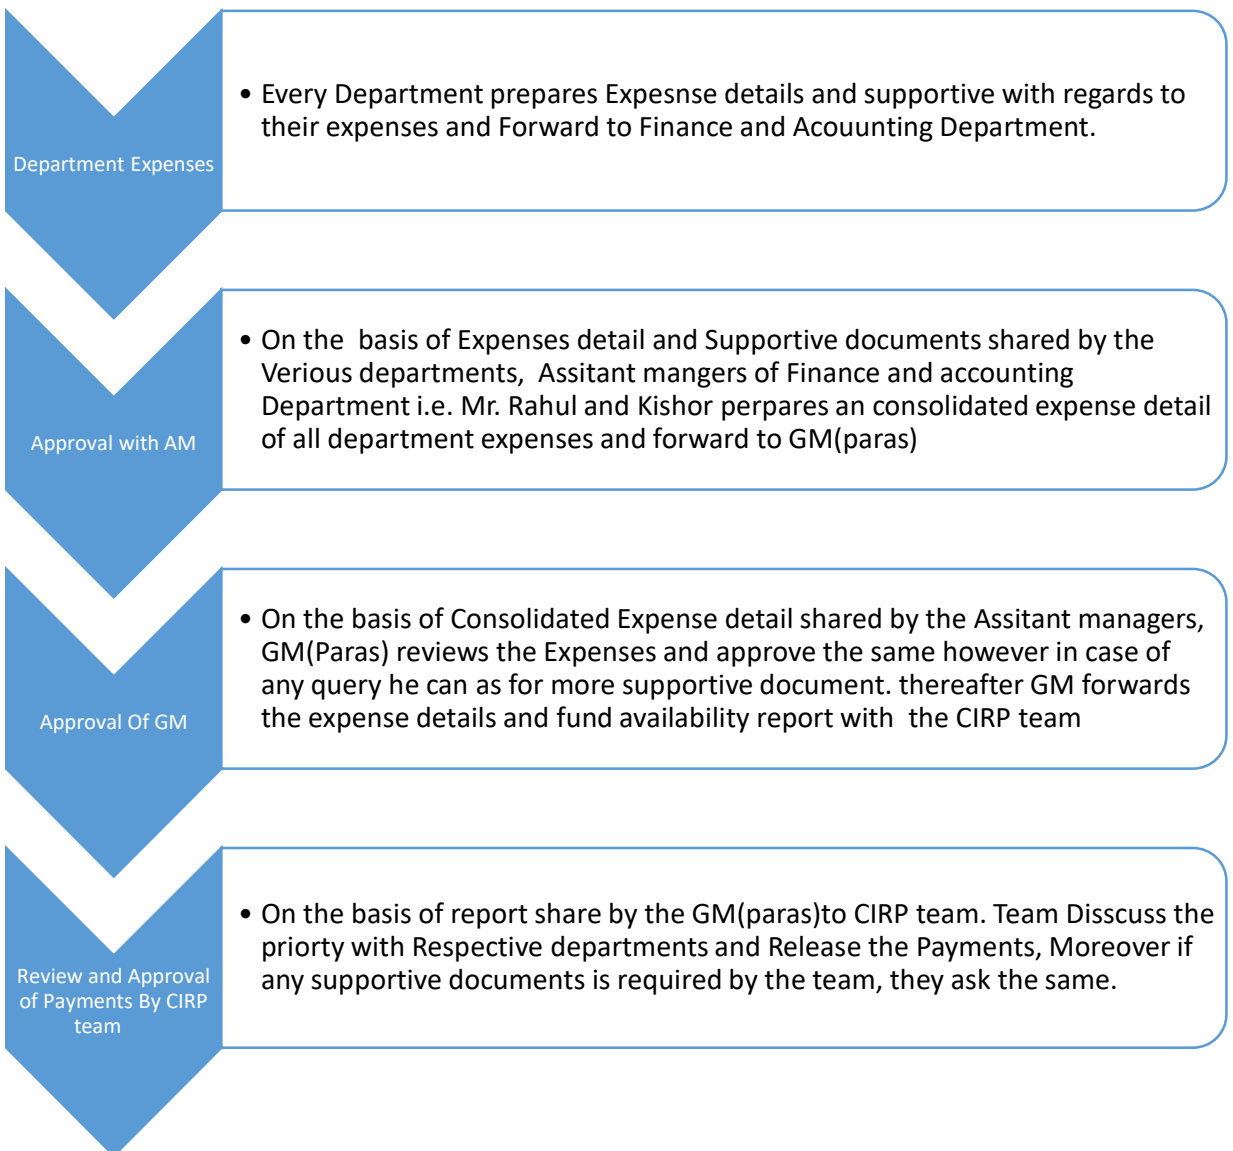 Department Expenses
• Every Department prepares Expesnse details and supportive with regards to
their expenses and Forward to Finance and Acouunting Department.
Approval with AM
• On the  basis of Expenses detail and Supportive documents shared by the
Verious departments,  Assitant mangers of Finance and accounting
Department i.e. Mr. Rahul and Kishor perpares an consolidated expense detail
of all department expenses and forward to GM(paras)
Approval Of GM
• On the basis of Consolidated Expense detail shared by the Assitant managers,
GM(Paras) reviews the Expenses and approve the same however in case of
any query he can as for more supportive document. thereafter GM forwards
the expense details and fund availability report with  the CIRP team
Review and Approval
of Payments By CIRP
team
• On the basis of report share by the GM(paras)to CIRP team. Team Disscuss the
priorty with Respective departments and Release the Payments, Moreover if
any supportive documents is required by the team, they ask the same.